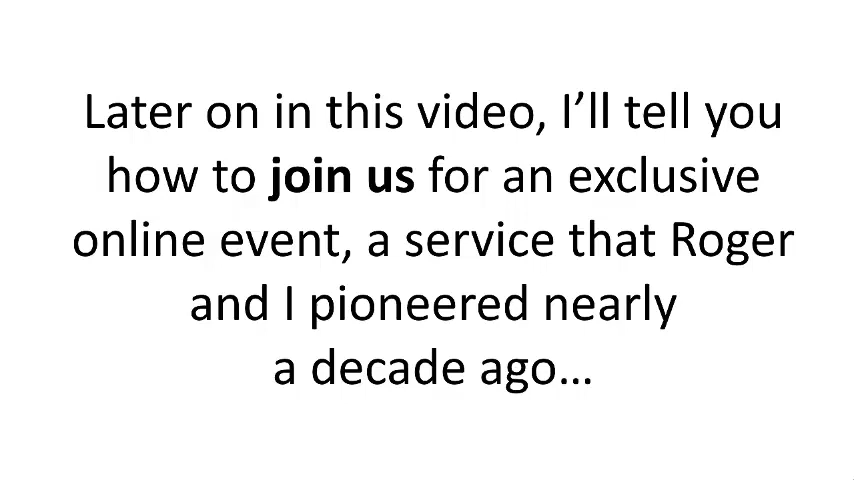 Later on in this video, I’ll tell you
how to join us for an exclusive
online event, a service that Roger
and I pioneered nearly
a decade ago…